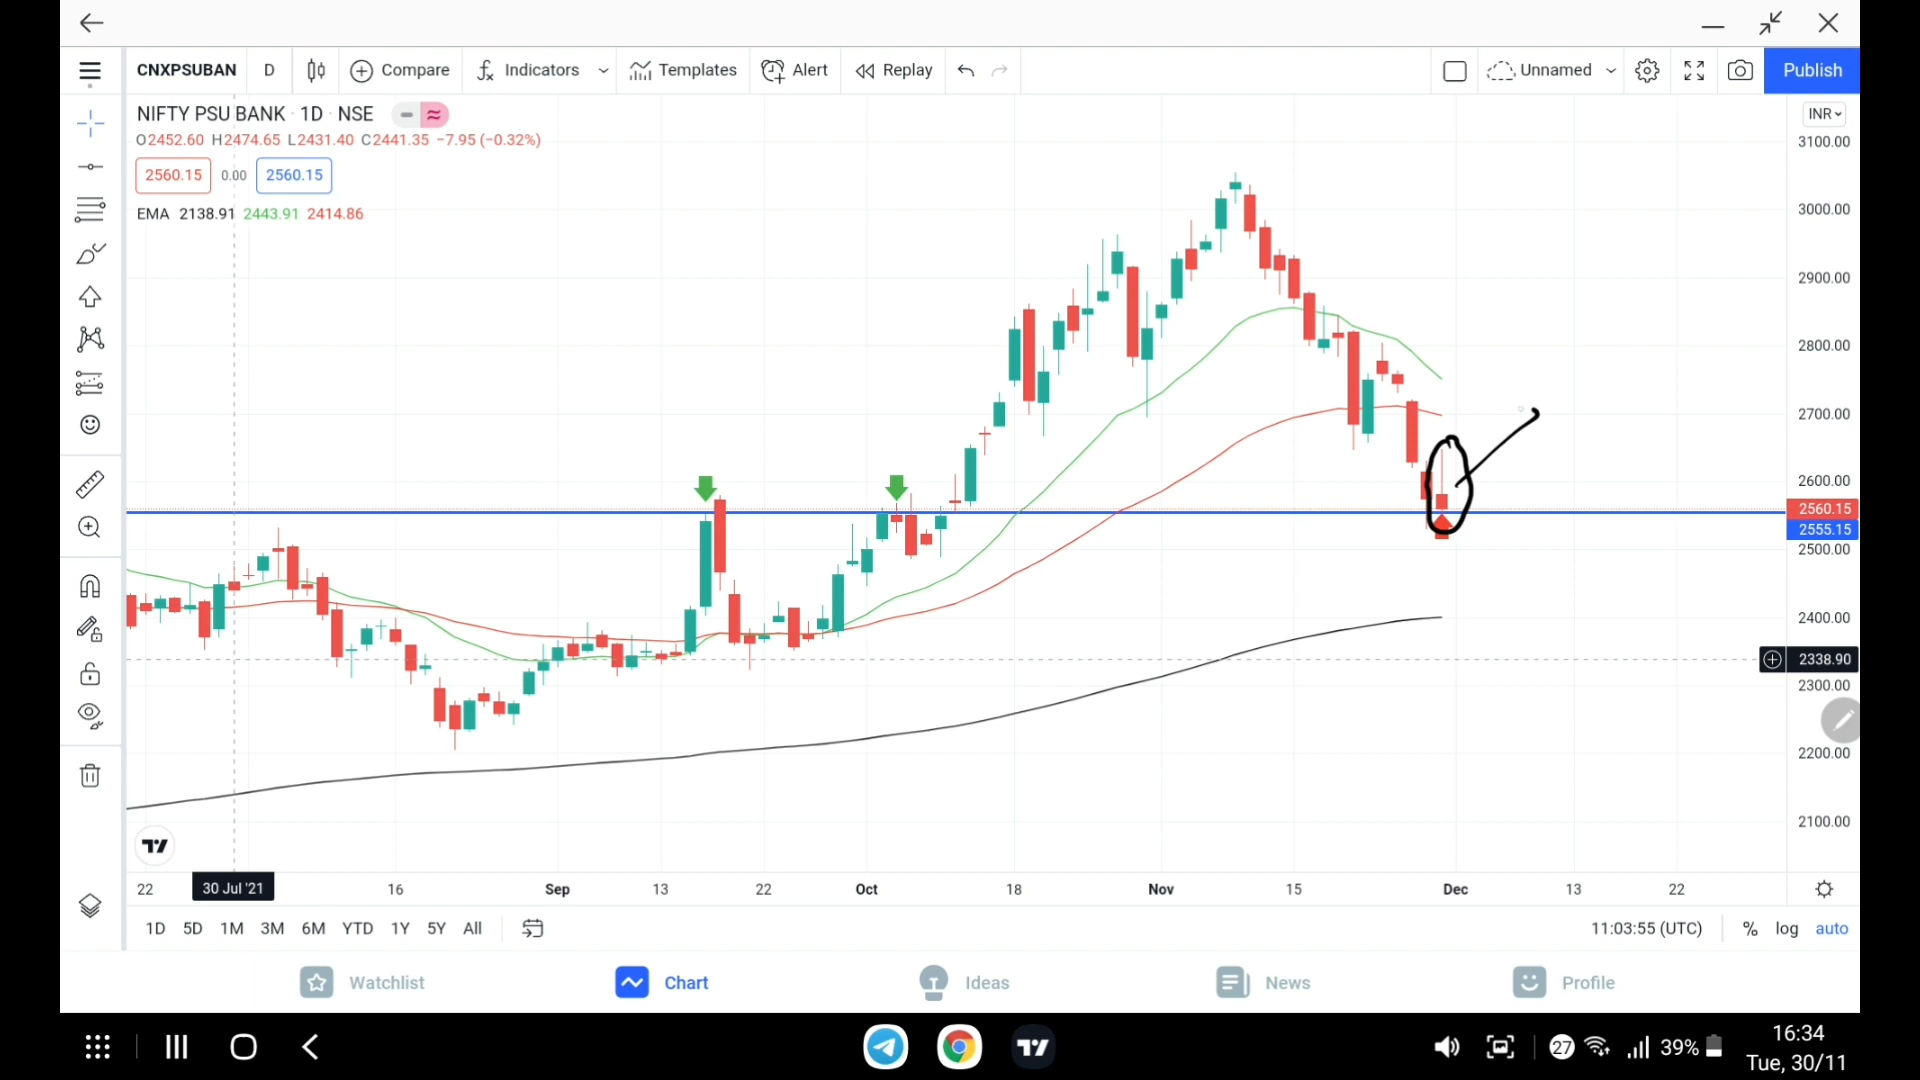 CNXPSUBAN D Compare Indicators Templates Alert Replay Unnamed Publish
NIFTY PSU BANK · 1D · NSE
INR
O2452.60 H2474.65 L2431.40 C2441.35 −7.95 (−0.32%)
2560.15 0.00 2560.15
EMA 2138.91 2443.91 2414.86
3100.00
3000.00
2900.00
2800.00
2700.00
2600.00
2560.15
2555.15
2500.00
2400.00
2338.90
2300.00
2200.00
2100.00
22 30 Jul '21 16 Sep 13 22 Oct 18 Nov 15 Dec 13 22
1D 5D 1M 3M 6M YTD 1Y 5Y All 11:03:55 (UTC) % log auto
Watchlist Chart Ideas News Profile
27 39% 16:34
Tue, 30/11